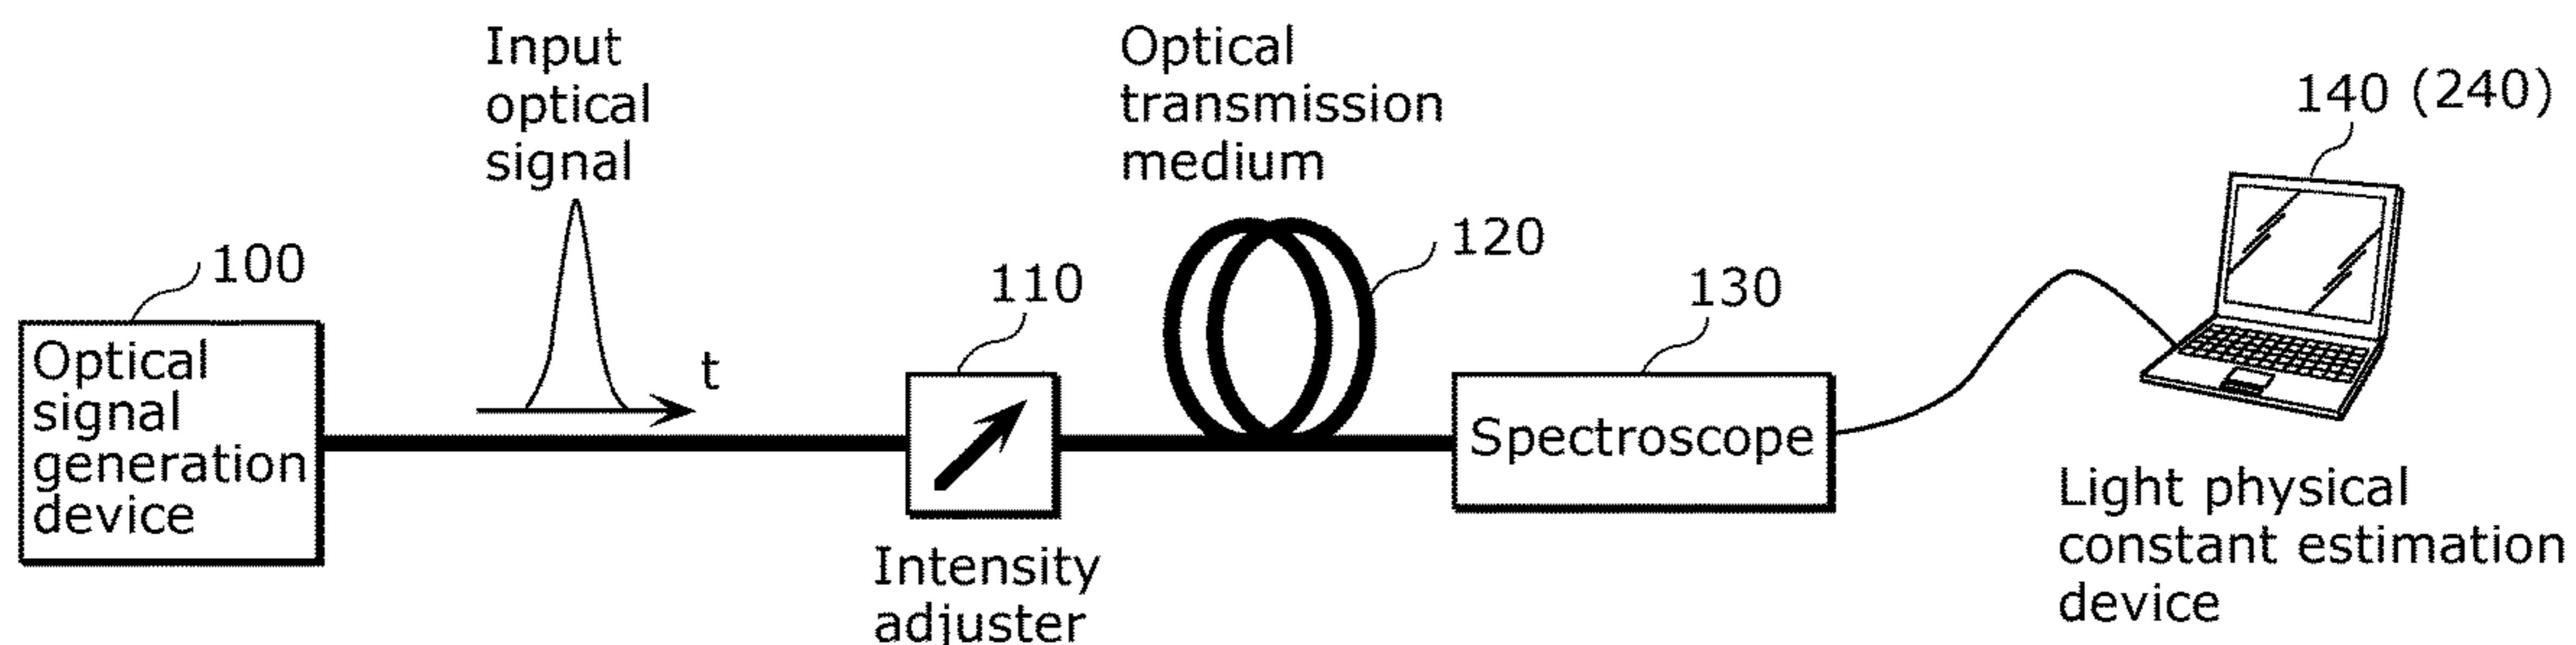 Input
optical
signal
Optical
transmission
medium
140 (240)
100
t
110
120
130
Optical
signal
generation
device
Spectroscope
Intensity
adjuster
Light physical
constant estimation
device